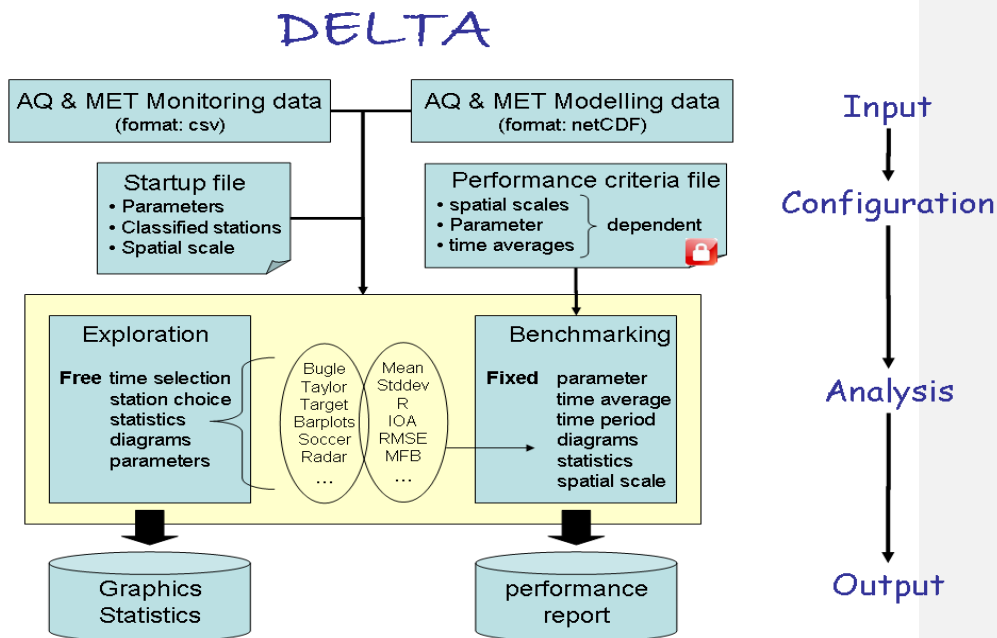 DELTA
AQ & MET Monitoring data
(format: csv)
AQ & MET Modelling data
(format: netCDF)
Input
Startup file
• Parameters
• Classified stations
• Spatial scale
Performance criteria file
• spatial scales
• Parameter
• time averages
dependent
Configuration
Exploration
Free time selection
station choice
statistics
diagrams
parameters
Bugle
Taylor
Target
Barplots
Soccer
Radar
...
Mean
Stddev
R
IOA
RMSE
MFB
...
Benchmarking
Fixed parameter
time average
time period
diagrams
statistics
spatial scale
Analysis
Graphics
Statistics
performance
report
Output